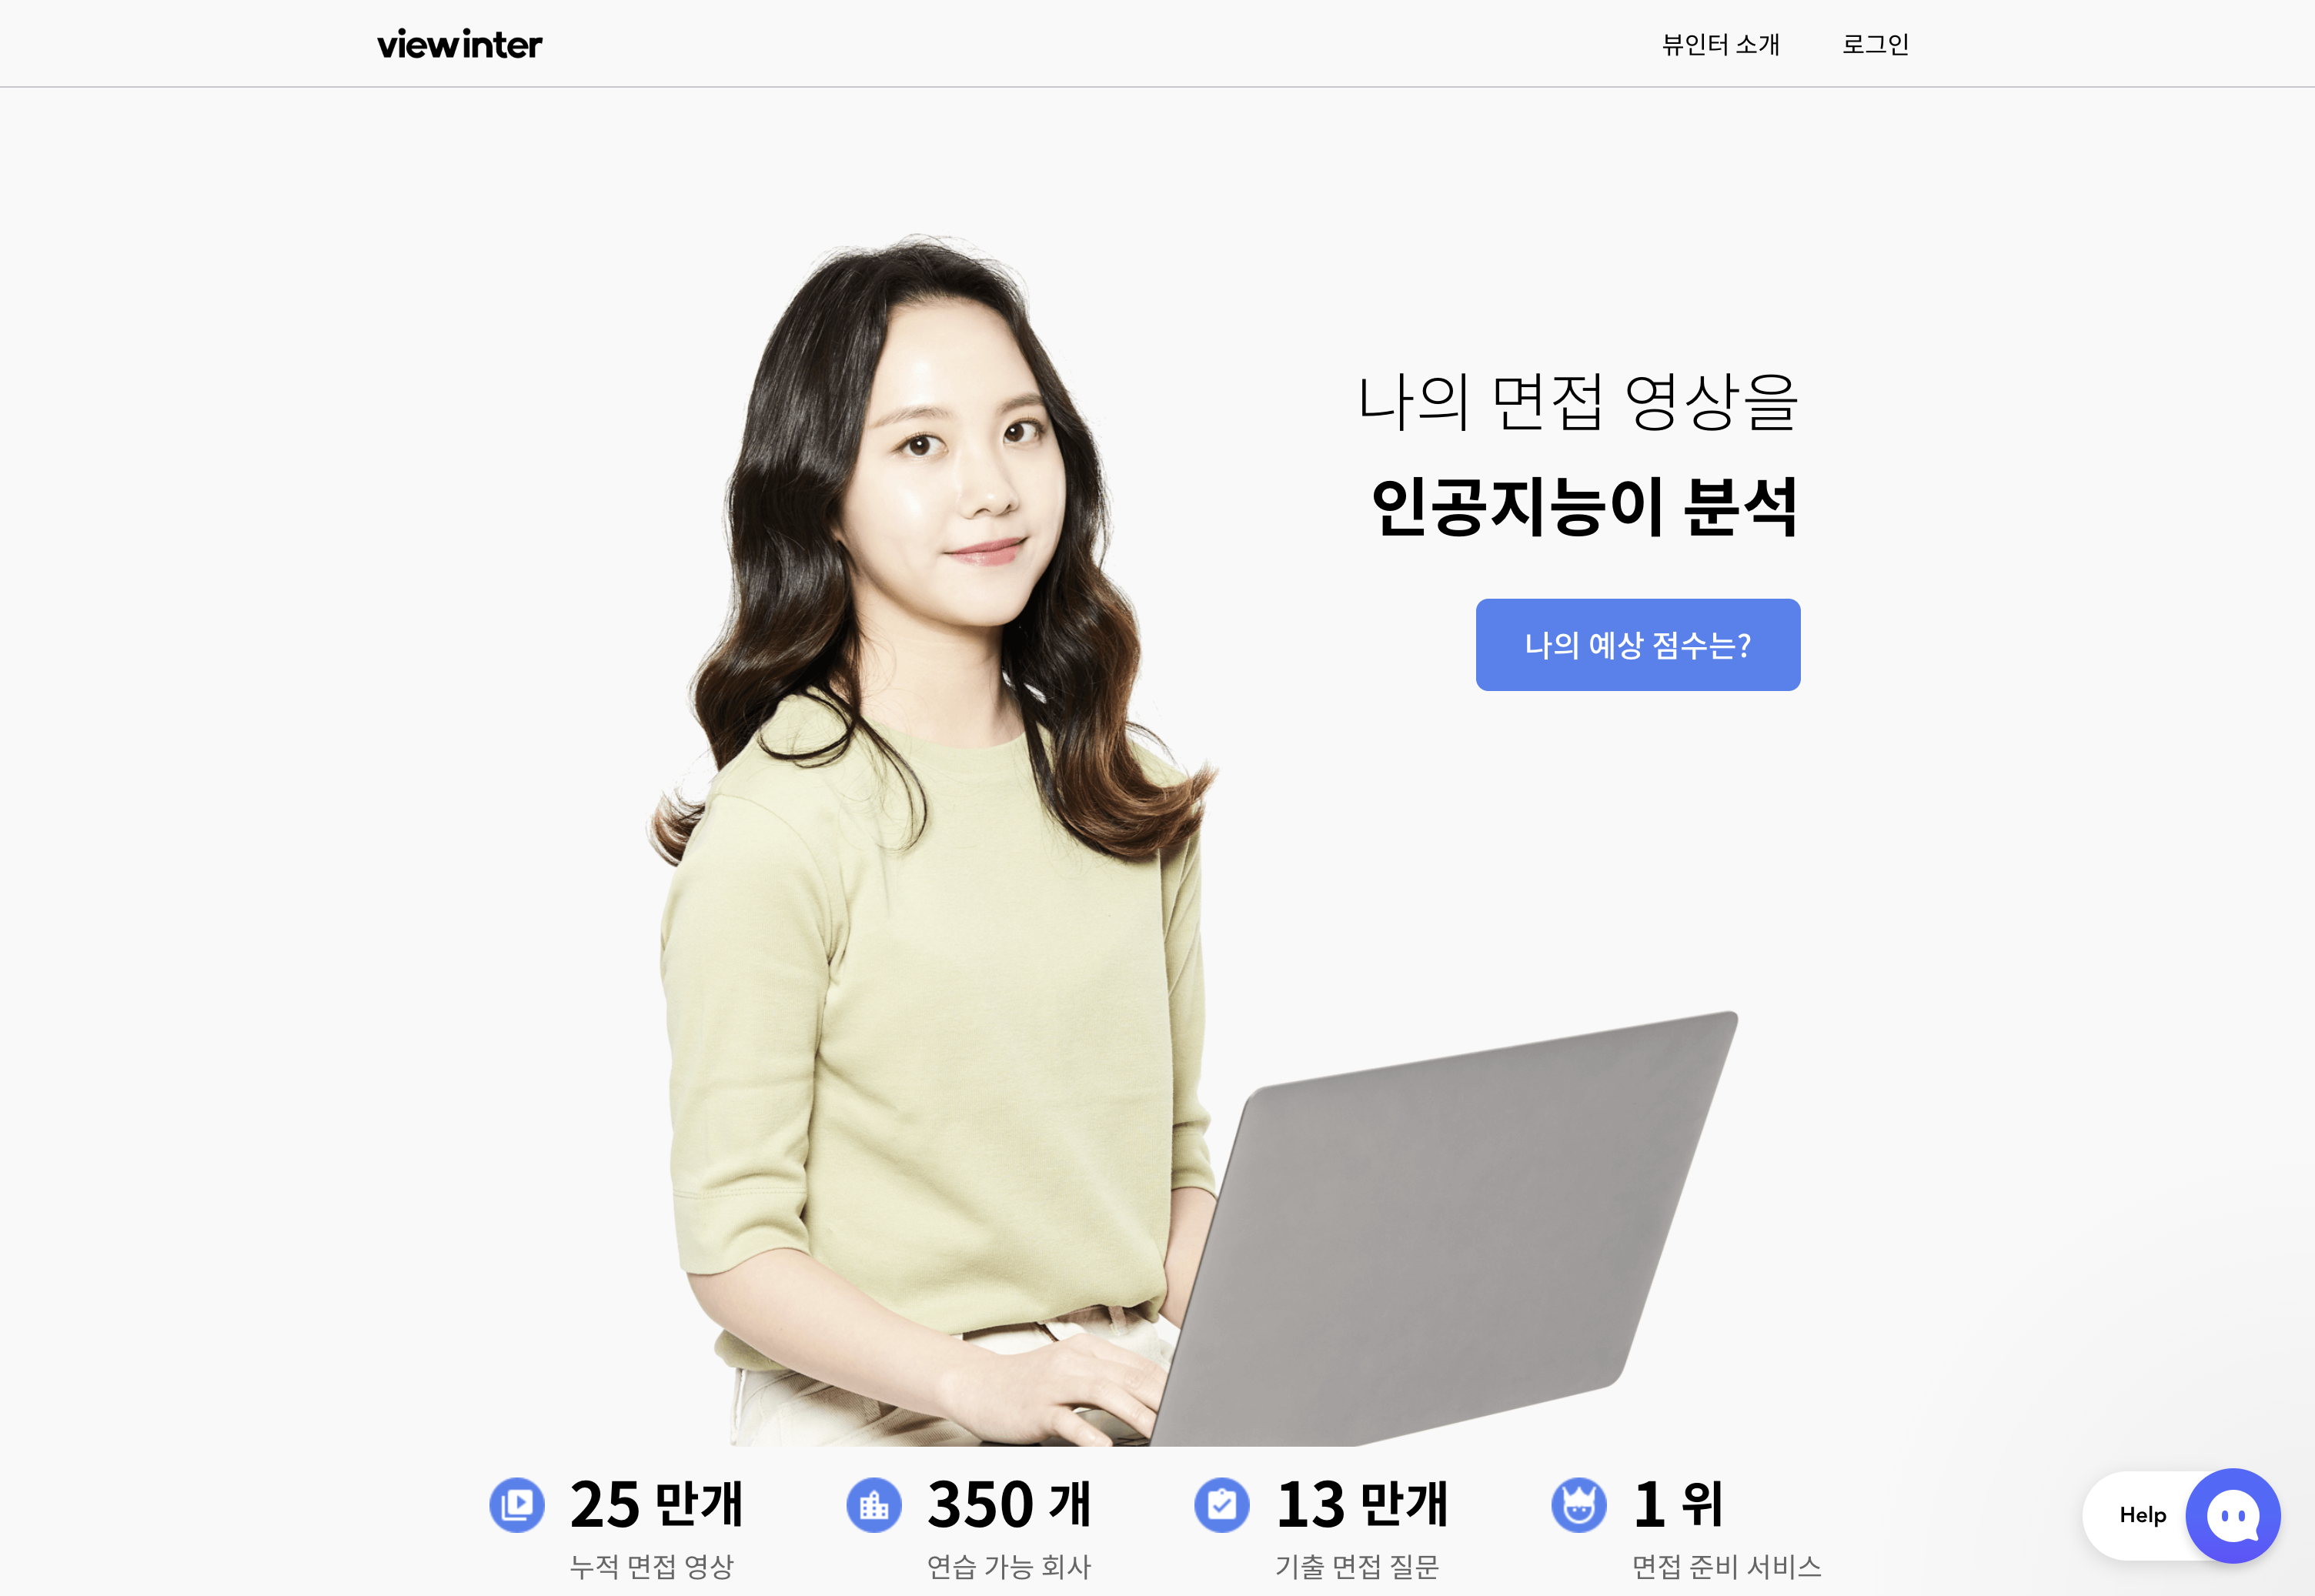 viewinter
뷰인터 소개
로그인
나의 면접 영상을
인공지능이 분석
나의 예상 점수는?
25 만개
누적 면접 영상
350 개
연습 가능 회사
13 만개
기출 면접 질문
1 위
면접 준비 서비스
Help